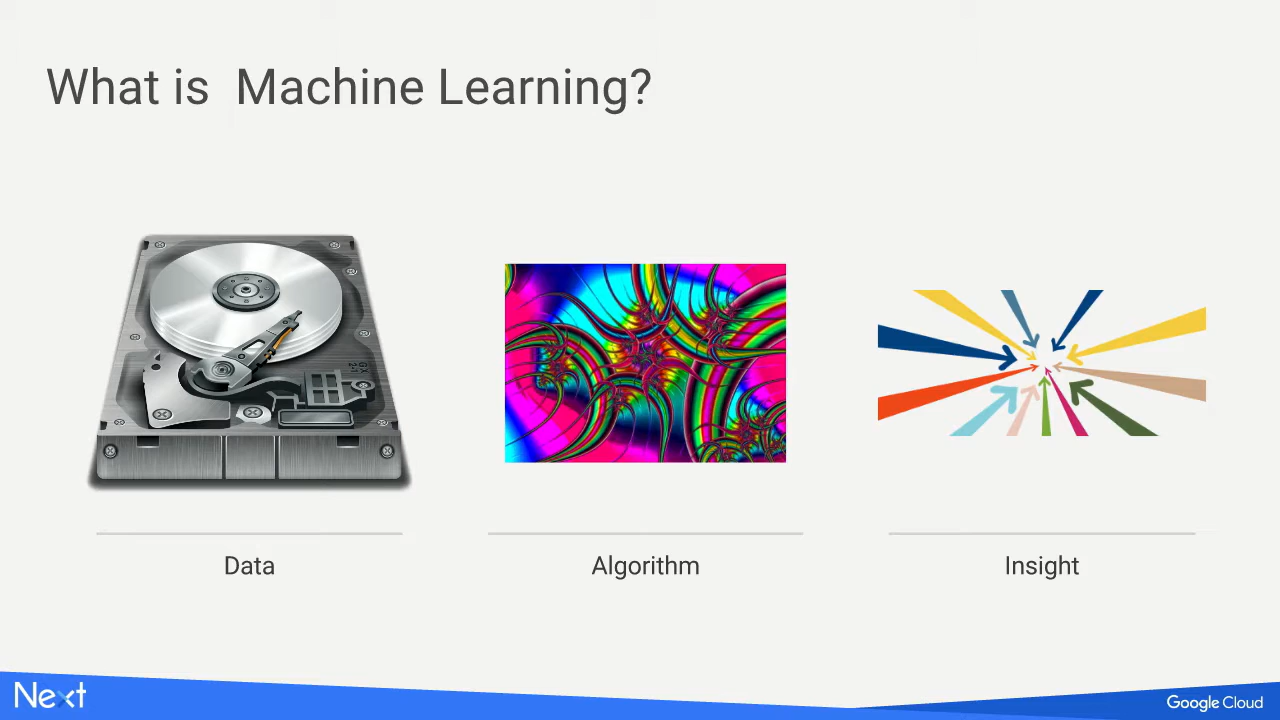 What is  Machine Learning?
Data
Algorithm
Insight
Next
Google Cloud